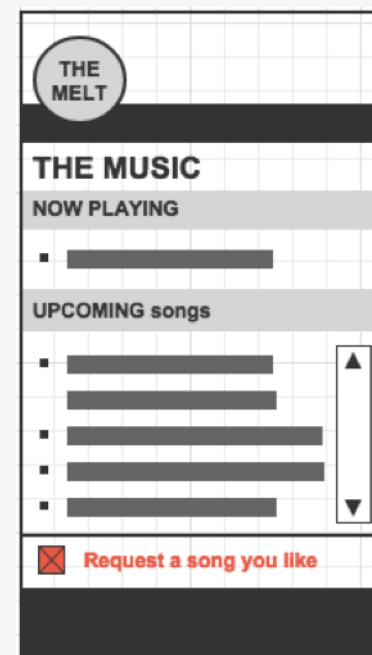 THE
MELT
THE MUSIC
NOW PLAYING
UPCOMING songs
Request a song you like